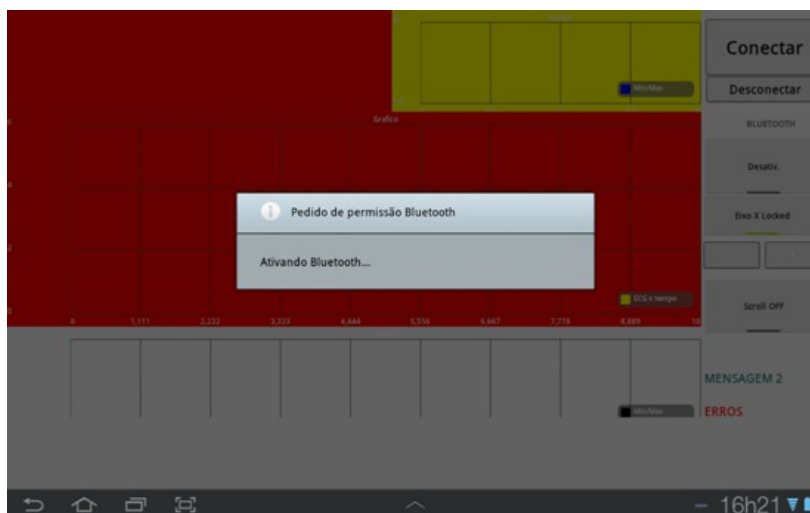 Conectar
Min/Max
Desconectar
Grafico
BLUETOOTH
Desativ.
Pedido de permissão Bluetooth
Eixo X Locked
Ativando Bluetooth...
ECG x tempo
Scroll OFF
0 1,111 2,222 3,333 4,444 5,556 6,667 7,778 8,889 10
MENSAGEM 2
Min/Max
ERROS
16h21